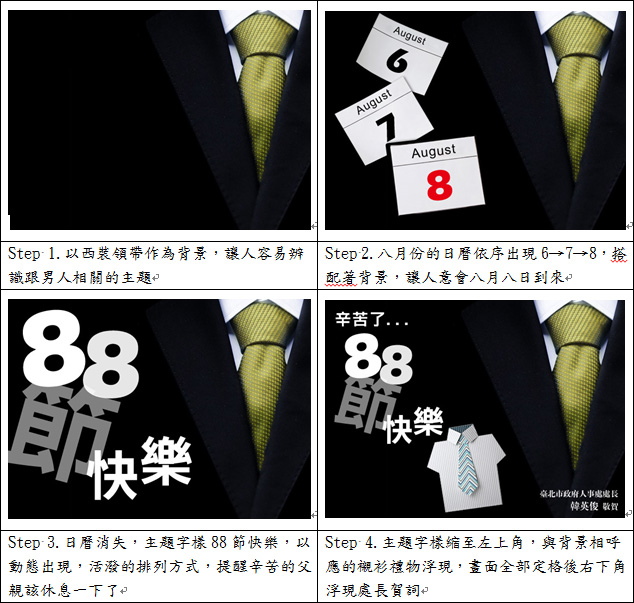 August
6
August
7
August
8
Step 1.以西裝領帶作為背景，讓人容易辨
識跟男人相關的主題
Step 2.八月份的日曆依序出現6→7→8，搭
配著背景，讓人意會八月八日到來
88
節
快樂
辛苦了...
88
節
快樂
臺北市政府人事處處長
韓英俊 敬賀
Step 3.日曆消失，主題字樣88節快樂，以
動態出現，活潑的排列方式，提醒辛苦的父
親該休息一下了
Step 4.主題字樣縮至左上角，與背景相呼
應的襯衫禮物浮現，畫面全部定格後右下角
浮現處長賀詞